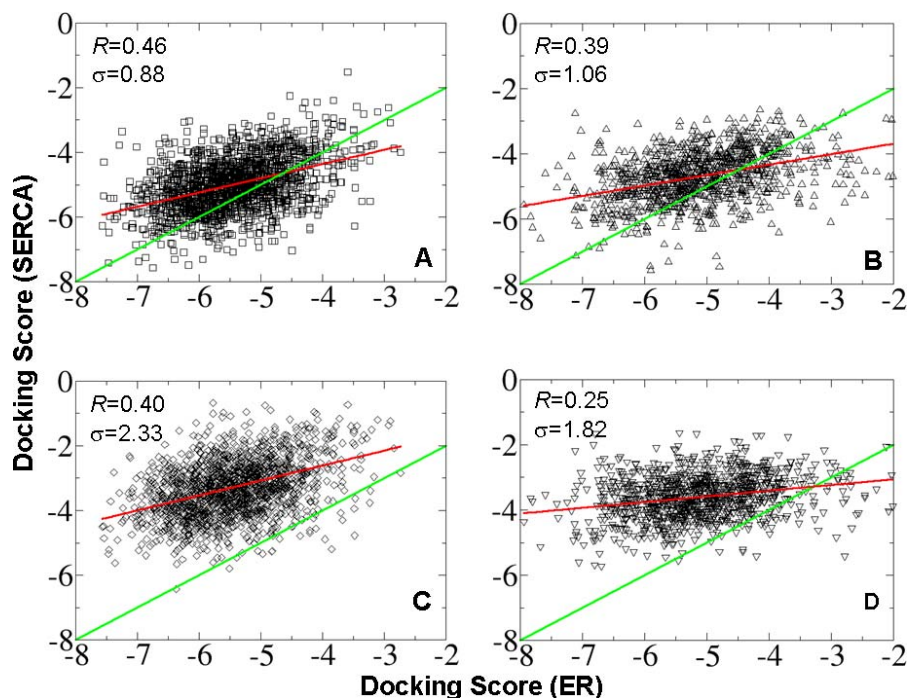 0
R=0.46
σ=0.88
-2
-4
-6
-8
A
-8 -7 -6 -5 -4 -3 -2
0
R=0.39
σ=1.06
-2
-4
-6
-8
B
-8 -7 -6 -5 -4 -3 -2
Docking Score (SERCA)
0
R=0.40
σ=2.33
-2
-4
-6
-8
C
-8 -7 -6 -5 -4 -3 -2
0
R=0.25
σ=1.82
-2
-4
-6
-8
D
-8 -7 -6 -5 -4 -3 -2
Docking Score (ER)